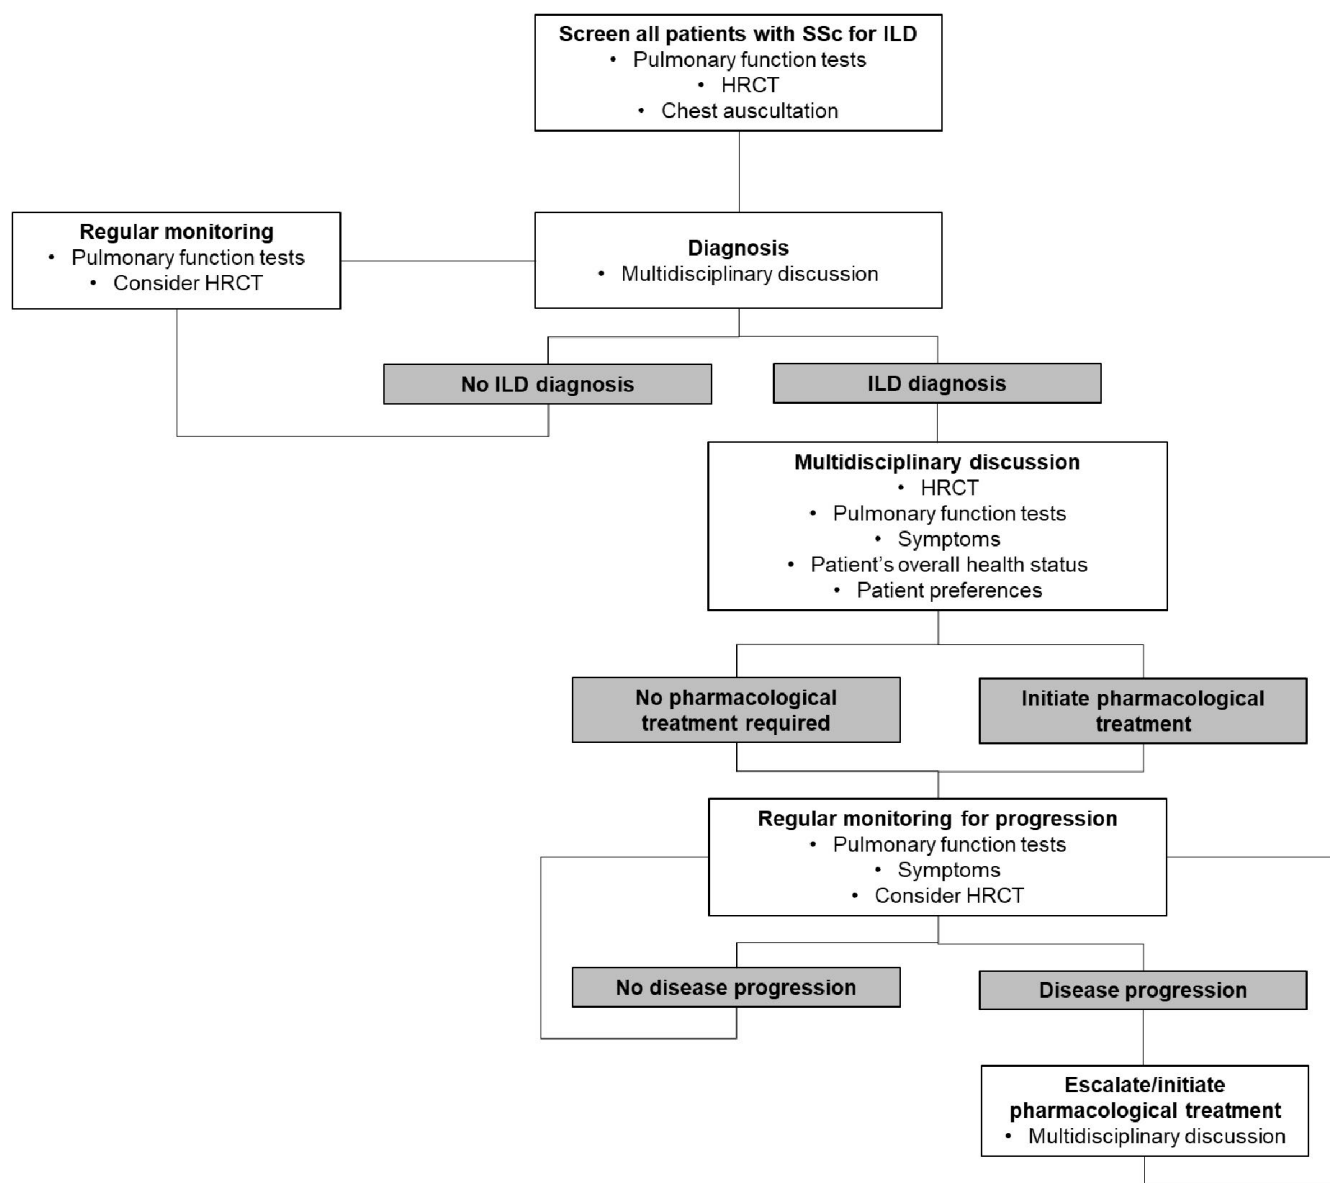 Screen all patients with SSc for ILD
• Pulmonary function tests
• HRCT
• Chest auscultation
Regular monitoring
• Pulmonary function tests
• Consider HRCT
Diagnosis
• Multidisciplinary discussion
No ILD diagnosis
ILD diagnosis
Multidisciplinary discussion
• HRCT
• Pulmonary function tests
• Symptoms
• Patient's overall health status
• Patient preferences
No pharmacological
treatment required
Initiate pharmacological
treatment
Regular monitoring for progression
• Pulmonary function tests
• Symptoms
• Consider HRCT
No disease progression
Disease progression
Escalate/initiate
pharmacological treatment
• Multidisciplinary discussion